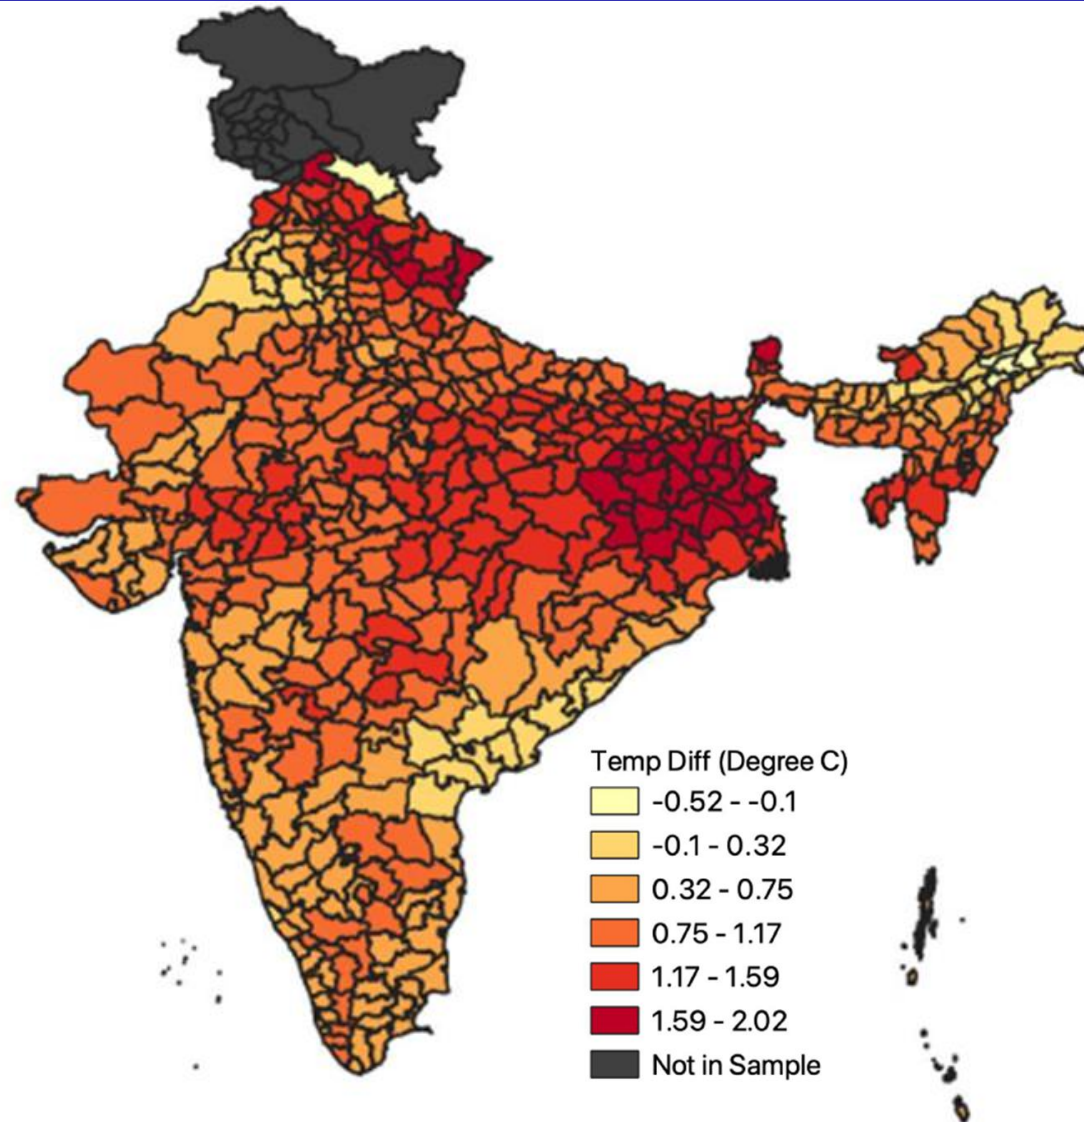 Temp Diff (Degree C)
-0.52 - -0.1
-0.1 - 0.32
0.32 - 0.75
0.75 - 1.17
1.17 - 1.59
1.59 - 2.02
Not in Sample